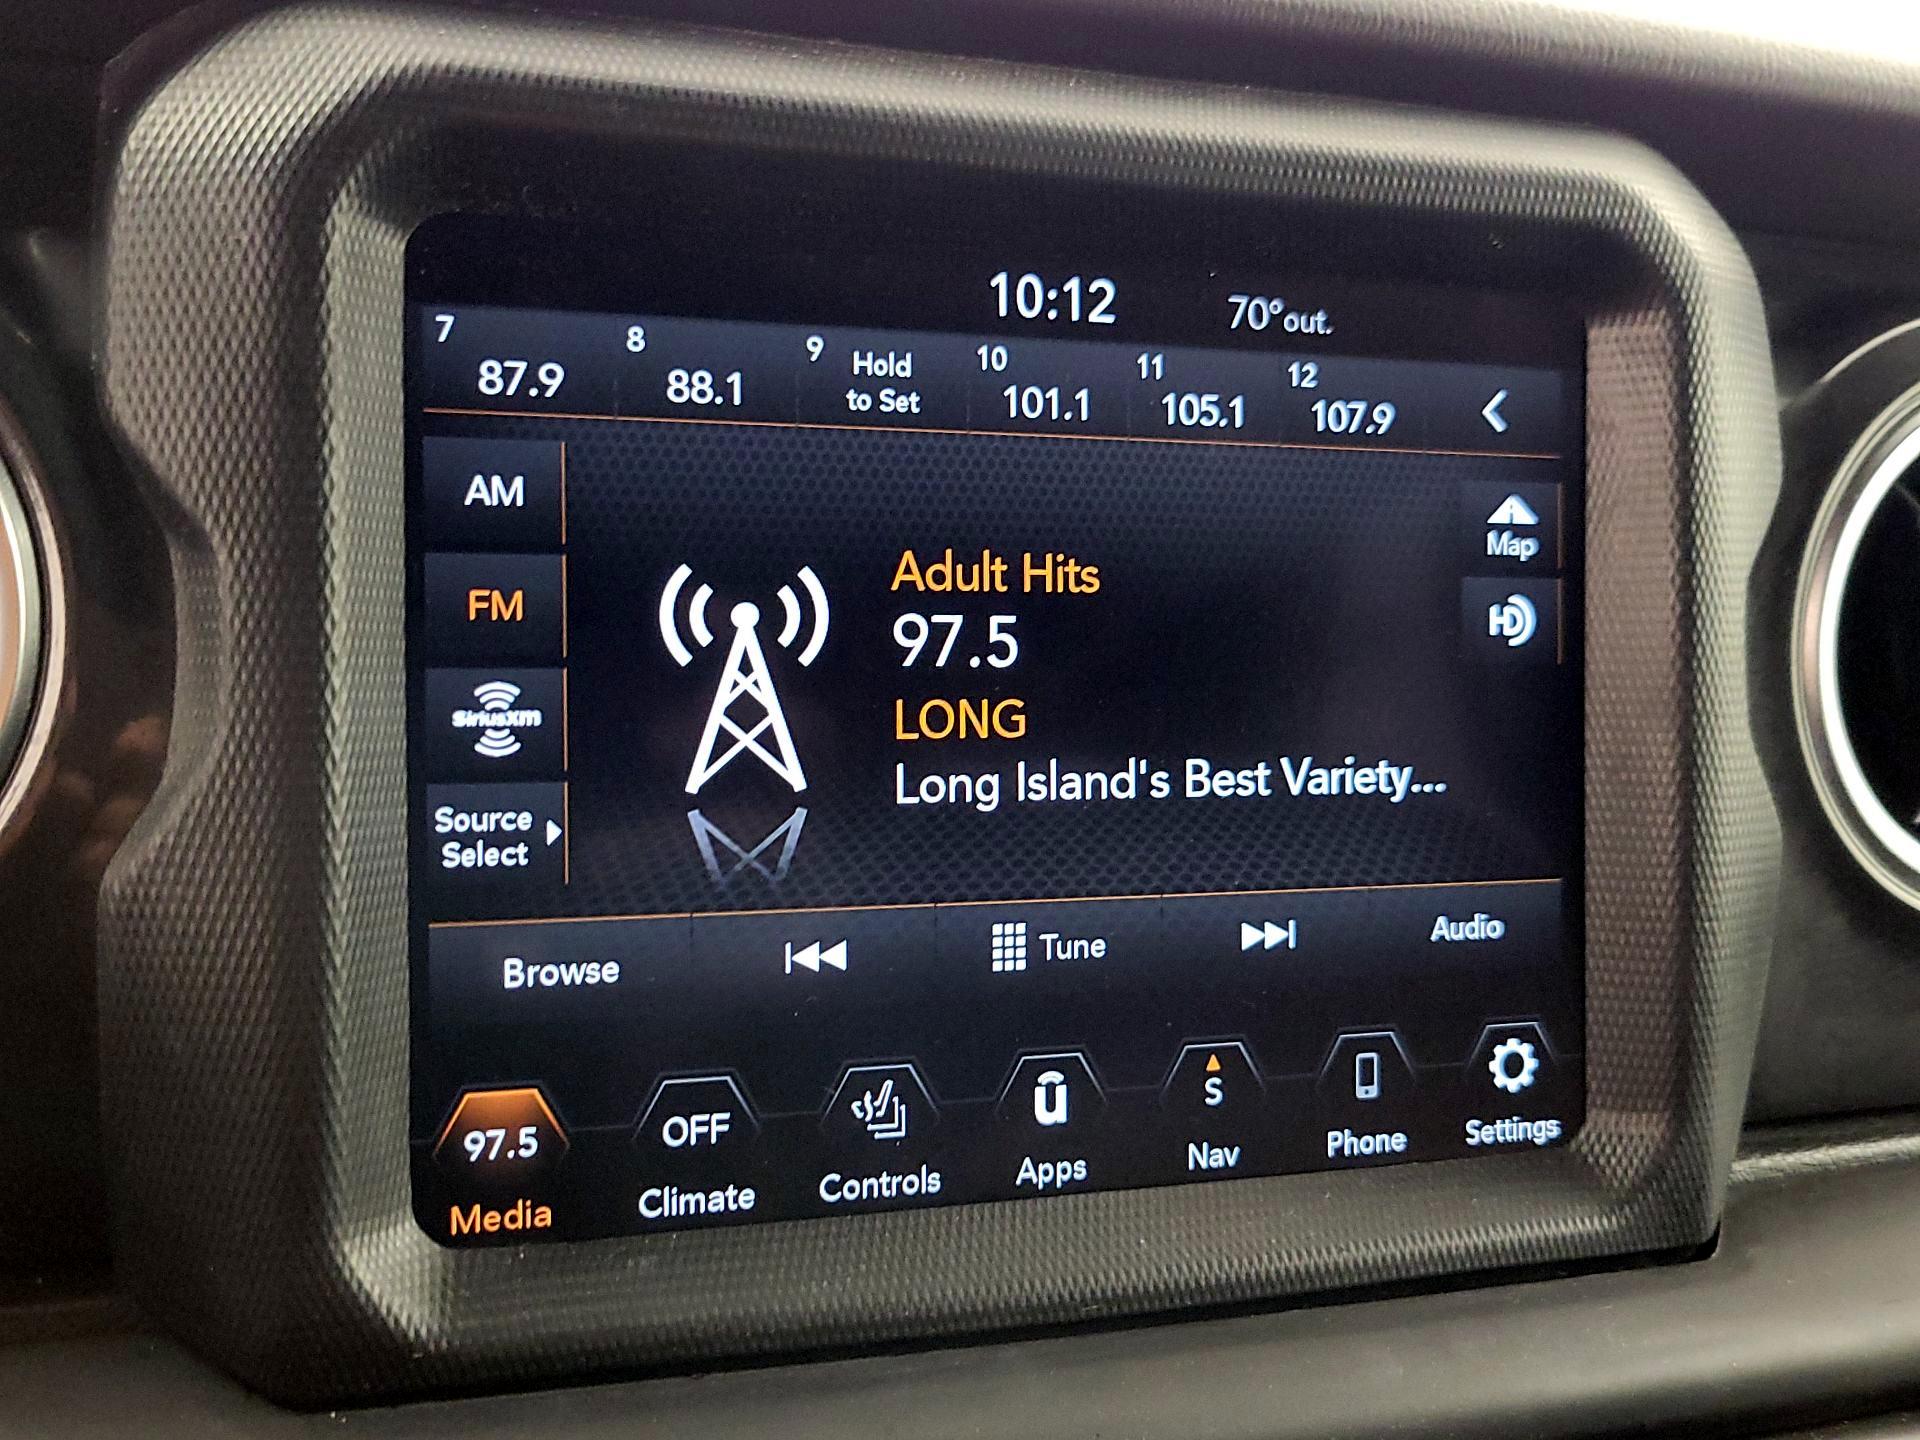 10:12 70°out.
7 8 9 Hold 10 11 12
87.9 88.1 to Set 101.1 105.1 107.9
AM
Map
FM
HD
Adult Hits
97.5
LONG
Long Island's Best Variety...
SiriusXM
Source
Select
Browse Tune Audio
97.5 OFF u S
Media Climate Controls Apps Nav Phone Settings